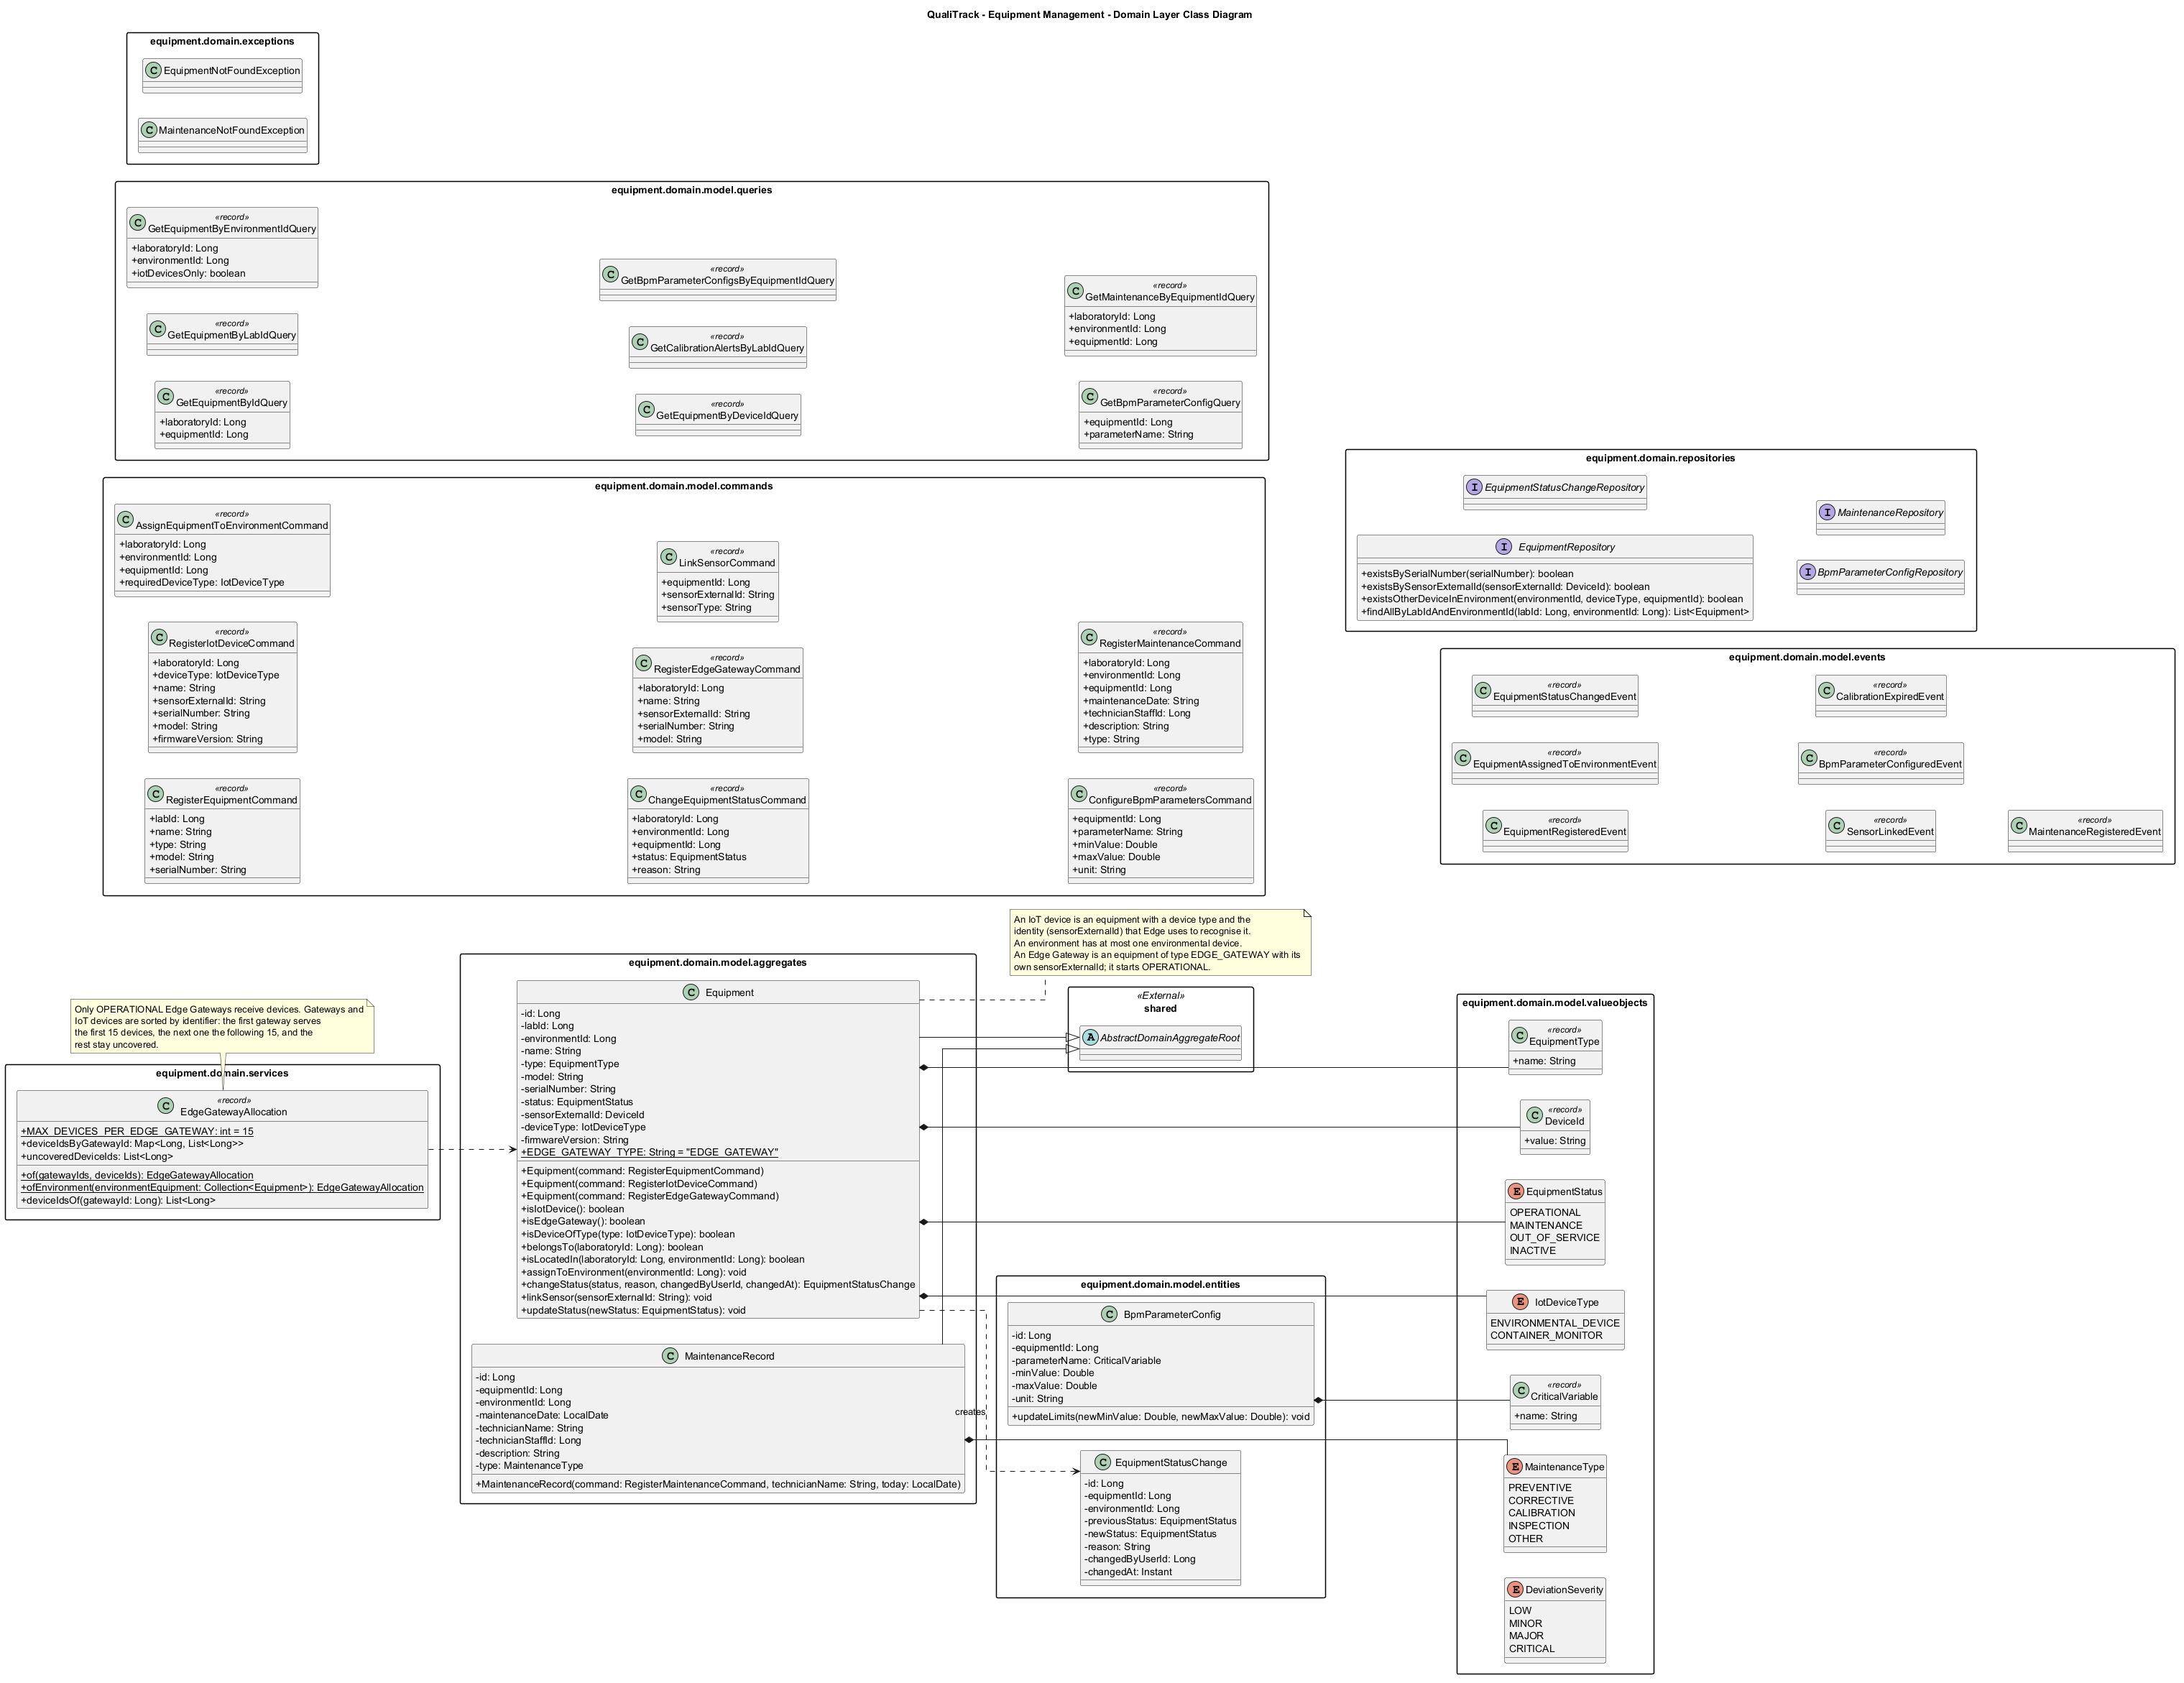 QualiTrack - Equipment Management - Domain Layer Class Diagram
equipment.domain.exceptions
C EquipmentNotFoundException
C MaintenanceNotFoundException
equipment.domain.model.queries
«record»
C GetEquipmentByEnvironmentIdQuery
+laboratoryId: Long
+environmentId: Long
+iotDevicesOnly: boolean
«record»
C GetEquipmentByLabIdQuery
«record»
C GetEquipmentByIdQuery
+laboratoryId: Long
+equipmentId: Long
«record»
C GetBpmParameterConfigsByEquipmentIdQuery
«record»
C GetCalibrationAlertsByLabIdQuery
«record»
C GetEquipmentByDeviceIdQuery
«record»
C GetMaintenanceByEquipmentIdQuery
+laboratoryId: Long
+environmentId: Long
+equipmentId: Long
«record»
C GetBpmParameterConfigQuery
+equipmentId: Long
+parameterName: String
equipment.domain.model.commands
«record»
C AssignEquipmentToEnvironmentCommand
+laboratoryId: Long
+environmentId: Long
+equipmentId: Long
+requiredDeviceType: IotDeviceType
«record»
C RegisterIotDeviceCommand
+laboratoryId: Long
+deviceType: IotDeviceType
+name: String
+sensorExternalId: String
+serialNumber: String
+model: String
+firmwareVersion: String
«record»
C RegisterEquipmentCommand
+labId: Long
+name: String
+type: String
+model: String
+serialNumber: String
«record»
C LinkSensorCommand
+equipmentId: Long
+sensorExternalId: String
+sensorType: String
«record»
C RegisterEdgeGatewayCommand
+laboratoryId: Long
+name: String
+sensorExternalId: String
+serialNumber: String
+model: String
«record»
C ChangeEquipmentStatusCommand
+laboratoryId: Long
+environmentId: Long
+equipmentId: Long
+status: EquipmentStatus
+reason: String
«record»
C RegisterMaintenanceCommand
+laboratoryId: Long
+environmentId: Long
+equipmentId: Long
+maintenanceDate: String
+technicianStaffId: Long
+description: String
+type: String
«record»
C ConfigureBpmParametersCommand
+equipmentId: Long
+parameterName: String
+minValue: Double
+maxValue: Double
+unit: String
equipment.domain.repositories
I EquipmentStatusChangeRepository
I EquipmentRepository
+existsBySerialNumber(serialNumber): boolean
+existsBySensorExternalId(sensorExternalId: DeviceId): boolean
+existsOtherDeviceInEnvironment(environmentId, deviceType, equipmentId): boolean
+findAllByLabIdAndEnvironmentId(labId: Long, environmentId: Long): List<Equipment>
I MaintenanceRepository
I BpmParameterConfigRepository
equipment.domain.model.events
«record»
C EquipmentStatusChangedEvent
«record»
C EquipmentAssignedToEnvironmentEvent
«record»
C EquipmentRegisteredEvent
«record»
C CalibrationExpiredEvent
«record»
C BpmParameterConfiguredEvent
«record»
C SensorLinkedEvent
«record»
C MaintenanceRegisteredEvent
An IoT device is an equipment with a device type and the
identity (sensorExternalId) that Edge uses to recognise it.
An environment has at most one environmental device.
An Edge Gateway is an equipment of type EDGE_GATEWAY with its
own sensorExternalId; it starts OPERATIONAL.
Only OPERATIONAL Edge Gateways receive devices. Gateways and
IoT devices are sorted by identifier: the first gateway serves
the first 15 devices, the next one the following 15, and the
rest stay uncovered.
equipment.domain.services
«record»
C EdgeGatewayAllocation
+MAX_DEVICES_PER_EDGE_GATEWAY: int = 15
+deviceIdsByGatewayId: Map<Long, List<Long>>
+uncoveredDeviceIds: List<Long>
+of(gatewayIds, deviceIds): EdgeGatewayAllocation
+ofEnvironment(environmentEquipment: Collection<Equipment>): EdgeGatewayAllocation
+deviceIdsOf(gatewayId: Long): List<Long>
equipment.domain.model.aggregates
C Equipment
-id: Long
-labId: Long
-environmentId: Long
-name: String
-type: EquipmentType
-model: String
-serialNumber: String
-status: EquipmentStatus
-sensorExternalId: DeviceId
-deviceType: IotDeviceType
-firmwareVersion: String
+EDGE_GATEWAY_TYPE: String = "EDGE_GATEWAY"
+Equipment(command: RegisterEquipmentCommand)
+Equipment(command: RegisterIotDeviceCommand)
+Equipment(command: RegisterEdgeGatewayCommand)
+isIotDevice(): boolean
+isEdgeGateway(): boolean
+isDeviceOfType(type: IotDeviceType): boolean
+belongsTo(laboratoryId: Long): boolean
+isLocatedIn(laboratoryId: Long, environmentId: Long): boolean
+assignToEnvironment(environmentId: Long): void
+changeStatus(status, reason, changedByUserId, changedAt): EquipmentStatusChange
+linkSensor(sensorExternalId: String): void
+updateStatus(newStatus: EquipmentStatus): void
C MaintenanceRecord
-id: Long
-equipmentId: Long
-environmentId: Long
-maintenanceDate: LocalDate
-technicianName: String
-technicianStaffId: Long
-description: String
-type: MaintenanceType
+MaintenanceRecord(command: RegisterMaintenanceCommand, technicianName: String, today: LocalDate)
creates
«External»
shared
A AbstractDomainAggregateRoot
equipment.domain.model.entities
C BpmParameterConfig
-id: Long
-equipmentId: Long
-parameterName: CriticalVariable
-minValue: Double
-maxValue: Double
-unit: String
+updateLimits(newMinValue: Double, newMaxValue: Double): void
C EquipmentStatusChange
-id: Long
-equipmentId: Long
-environmentId: Long
-previousStatus: EquipmentStatus
-newStatus: EquipmentStatus
-reason: String
-changedByUserId: Long
-changedAt: Instant
equipment.domain.model.valueobjects
«record»
C EquipmentType
+name: String
«record»
C DeviceId
+value: String
E EquipmentStatus
OPERATIONAL
MAINTENANCE
OUT_OF_SERVICE
INACTIVE
E IotDeviceType
ENVIRONMENTAL_DEVICE
CONTAINER_MONITOR
«record»
C CriticalVariable
+name: String
E MaintenanceType
PREVENTIVE
CORRECTIVE
CALIBRATION
INSPECTION
OTHER
E DeviationSeverity
LOW
MINOR
MAJOR
CRITICAL